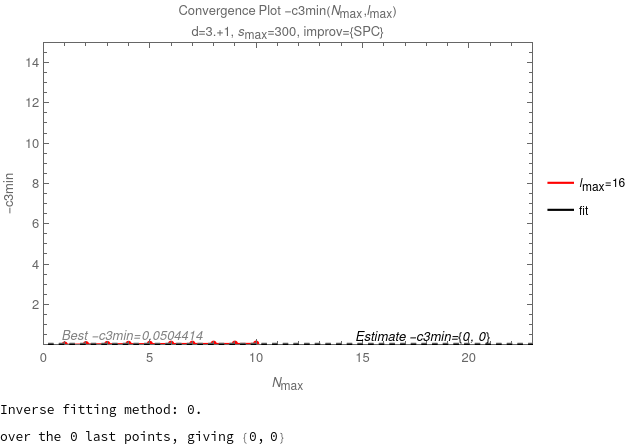 Convergence Plot -c3min(Nmax,lmax)
d=3.+1, smax=300, improv={SPC}
14
12
10
8
6
4
2
-c3min
Best -c3min=0.0504414
Estimate -c3min={0, 0}
0 5 10 15 20
Nmax
lmax=16
fit
Inverse fitting method: 0.
over the 0 last points, giving {0, 0}